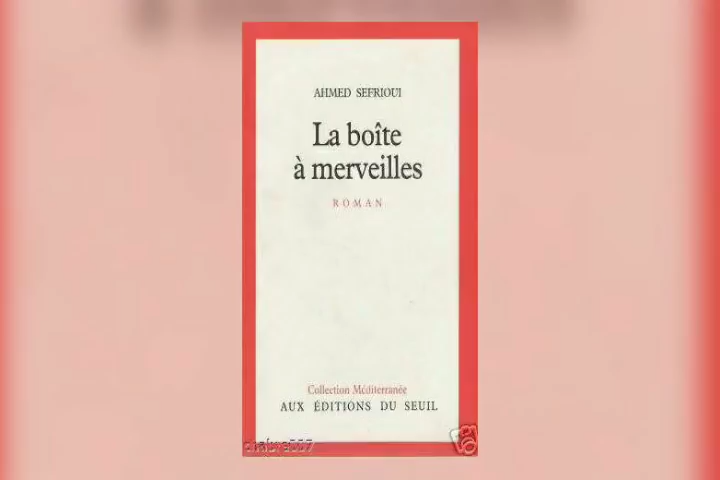 AHMED SEFRIOUI
La boîte
à merveilles
ROMAN
Collection Méditerranée
AUX ÉDITIONS DU SEUIL